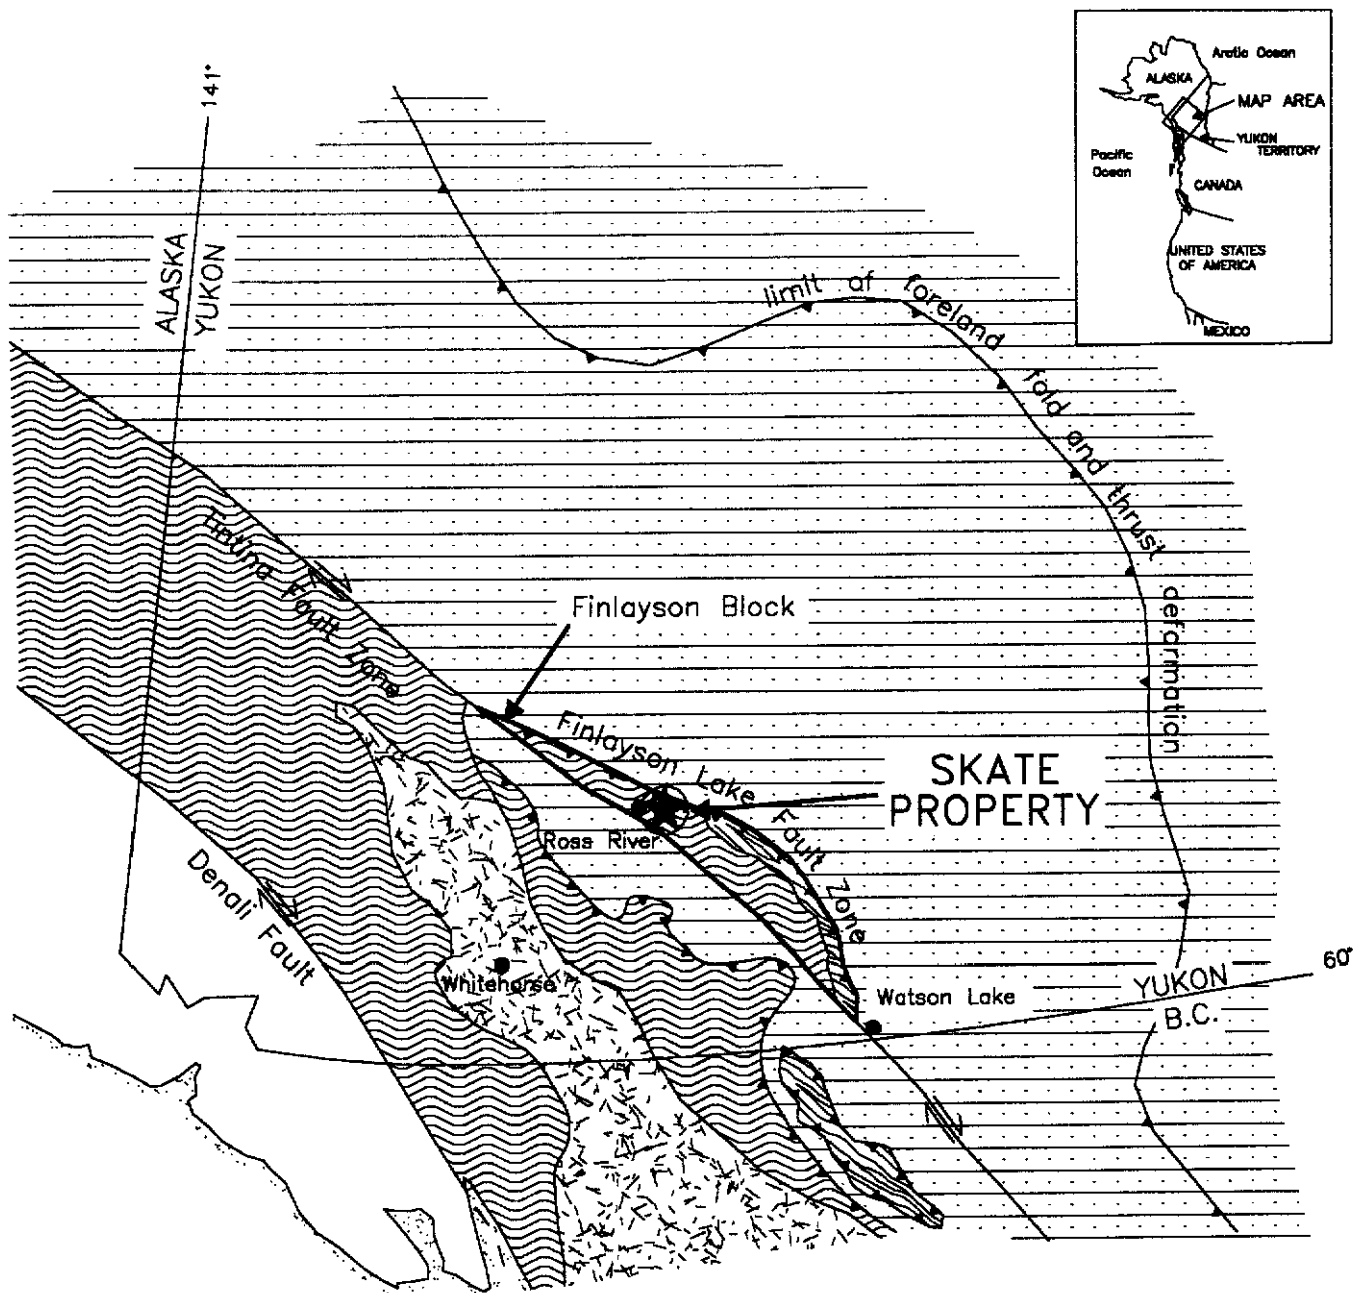 Arctic Ocean
ALASKA
MAP AREA
YUKON
TERRITORY
Pacific
Ocean
CANADA
UNITED STATES
OF AMERICA
MEXICO
141°
ALASKA
YUKON
limit of foreland fold and thrust deformation
Tintina Fault Zone
Finlayson Block
Finlayson Lake Fault Zone
SKATE
PROPERTY
Ross River
Denali Fault
Whitehorse
Watson Lake
YUKON
B.C.
60°